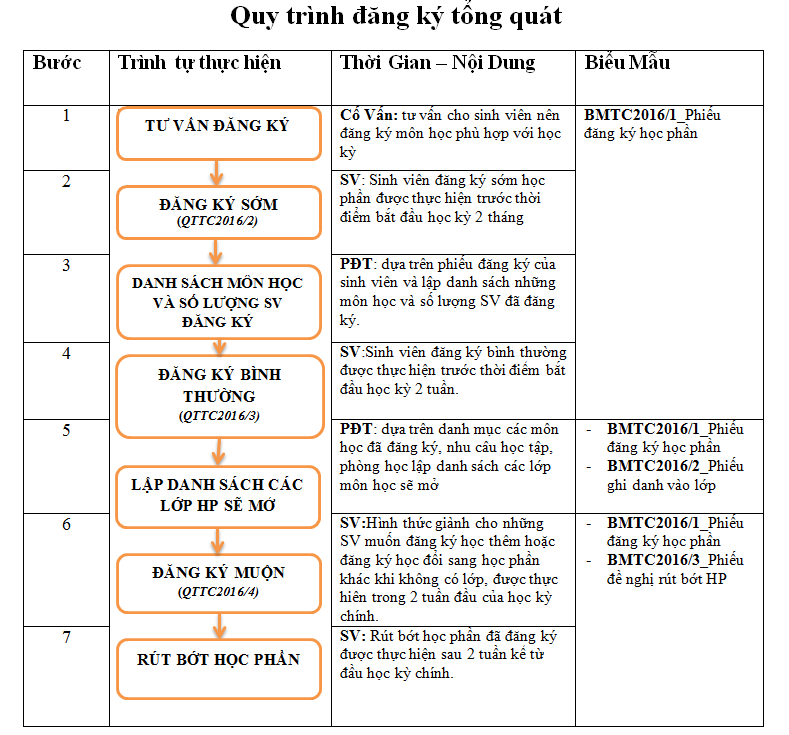 Quy trình đăng ký tổng quát
Bước
Trình tự thực hiện
Thời Gian – Nội Dung
Biểu Mẫu
1
TƯ VẤN ĐĂNG KÝ
Cố Vấn: tư vấn cho sinh viên nên
đăng ký môn học phù hợp với học
kỳ
BMTC2016/1_Phiếu
đăng ký học phần
2
ĐĂNG KÝ SỚM
(QTTC2016/2)
SV: Sinh viên đăng ký sớm học
phần được thực hiện trước thời
điểm bắt đầu học kỳ 2 tháng
3
DANH SÁCH MÔN HỌC
VÀ SỐ LƯỢNG SV
ĐĂNG KÝ
PĐT: dựa trên phiếu đăng ký của
sinh viên và lập danh sách những
môn học và số lượng SV đã đăng
ký.
4
ĐĂNG KÝ BÌNH
THƯỜNG
(QTTC2016/3)
SV:Sinh viên đăng ký bình thường
được thực hiện trước thời điểm bắt
đầu học kỳ 2 tuần.
5
LẬP DANH SÁCH CÁC
LỚP HP SẼ MỞ
PĐT: dựa trên danh mục các môn
học đã đăng ký, nhu cầu học tập,
phòng học lập danh sách các lớp
môn học sẽ mở
- BMTC2016/1_Phiếu
đăng ký học phần
- BMTC2016/2_Phiếu
ghi danh vào lớp
6
ĐĂNG KÝ MUỘN
(QTTC2016/4)
SV:Hình thức giành cho những
SV muốn đăng ký học thêm hoặc
đăng ký học đổi sang học phần
khác khi không có lớp, được thực
hiên trong 2 tuần đầu của học kỳ
chính.
- BMTC2016/1_Phiếu
đăng ký học phần
- BMTC2016/3_Phiếu
đề nghị rút bớt HP
7
RÚT BỚT HỌC PHẦN
SV: Rút bớt học phần đã đăng ký
được thực hiện sau 2 tuần kể từ
đầu học kỳ chính.